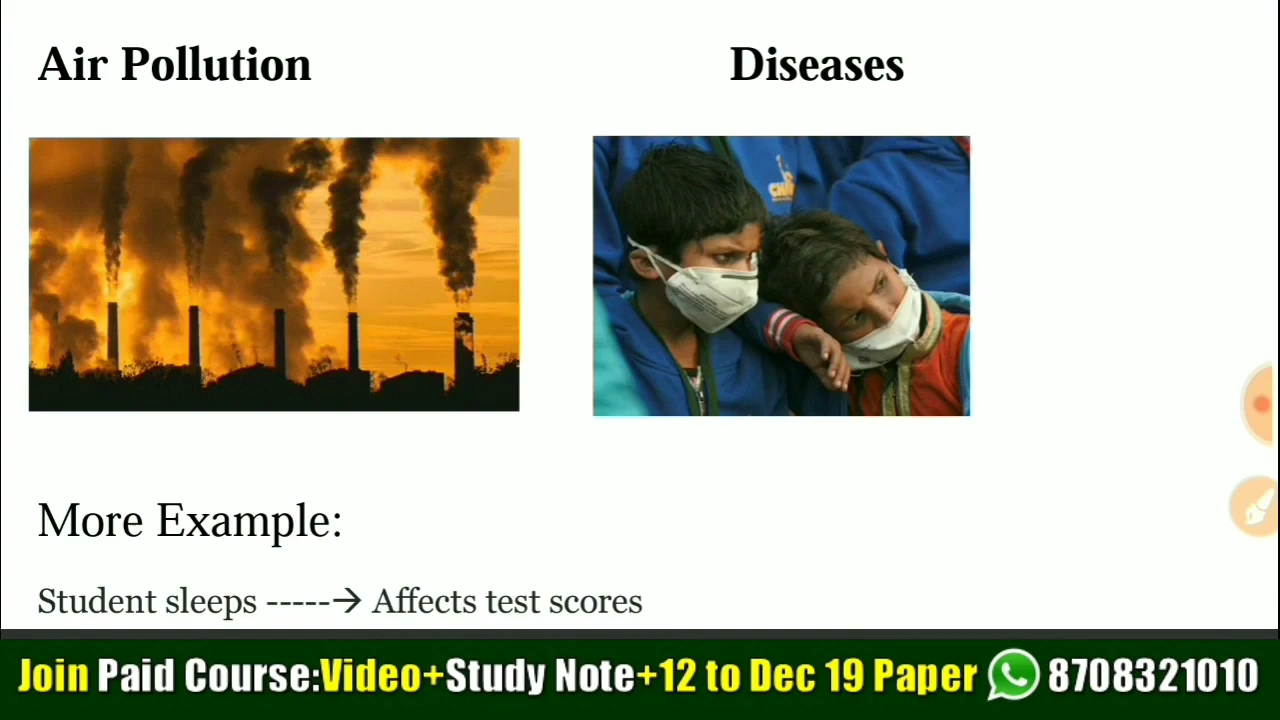 Air Pollution
Diseases
More Example:
Student sleeps -----→ Affects test scores
Join Paid Course:Video+Study Note+12 to Dec 19 Paper 8708321010